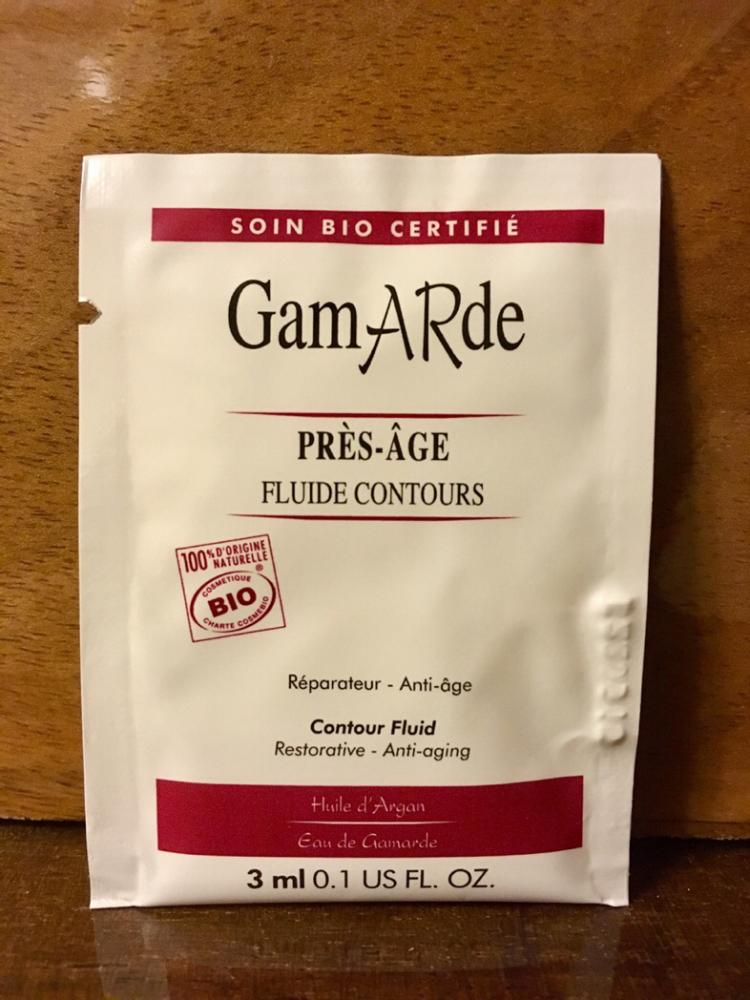 SOIN BIO CERTIFIÉ
GamARde
PRÈS-ÂGE
FLUIDE CONTOURS
100% D'ORIGINE
NATURELLE
®
COSMETIQUE
BIO
CHARTE COSMEBIO
Réparateur - Anti-âge
Contour Fluid
Restorative - Anti-aging
Huile d'Argan
Eau de Gamarde
3 ml 0.1 US FL. OZ.